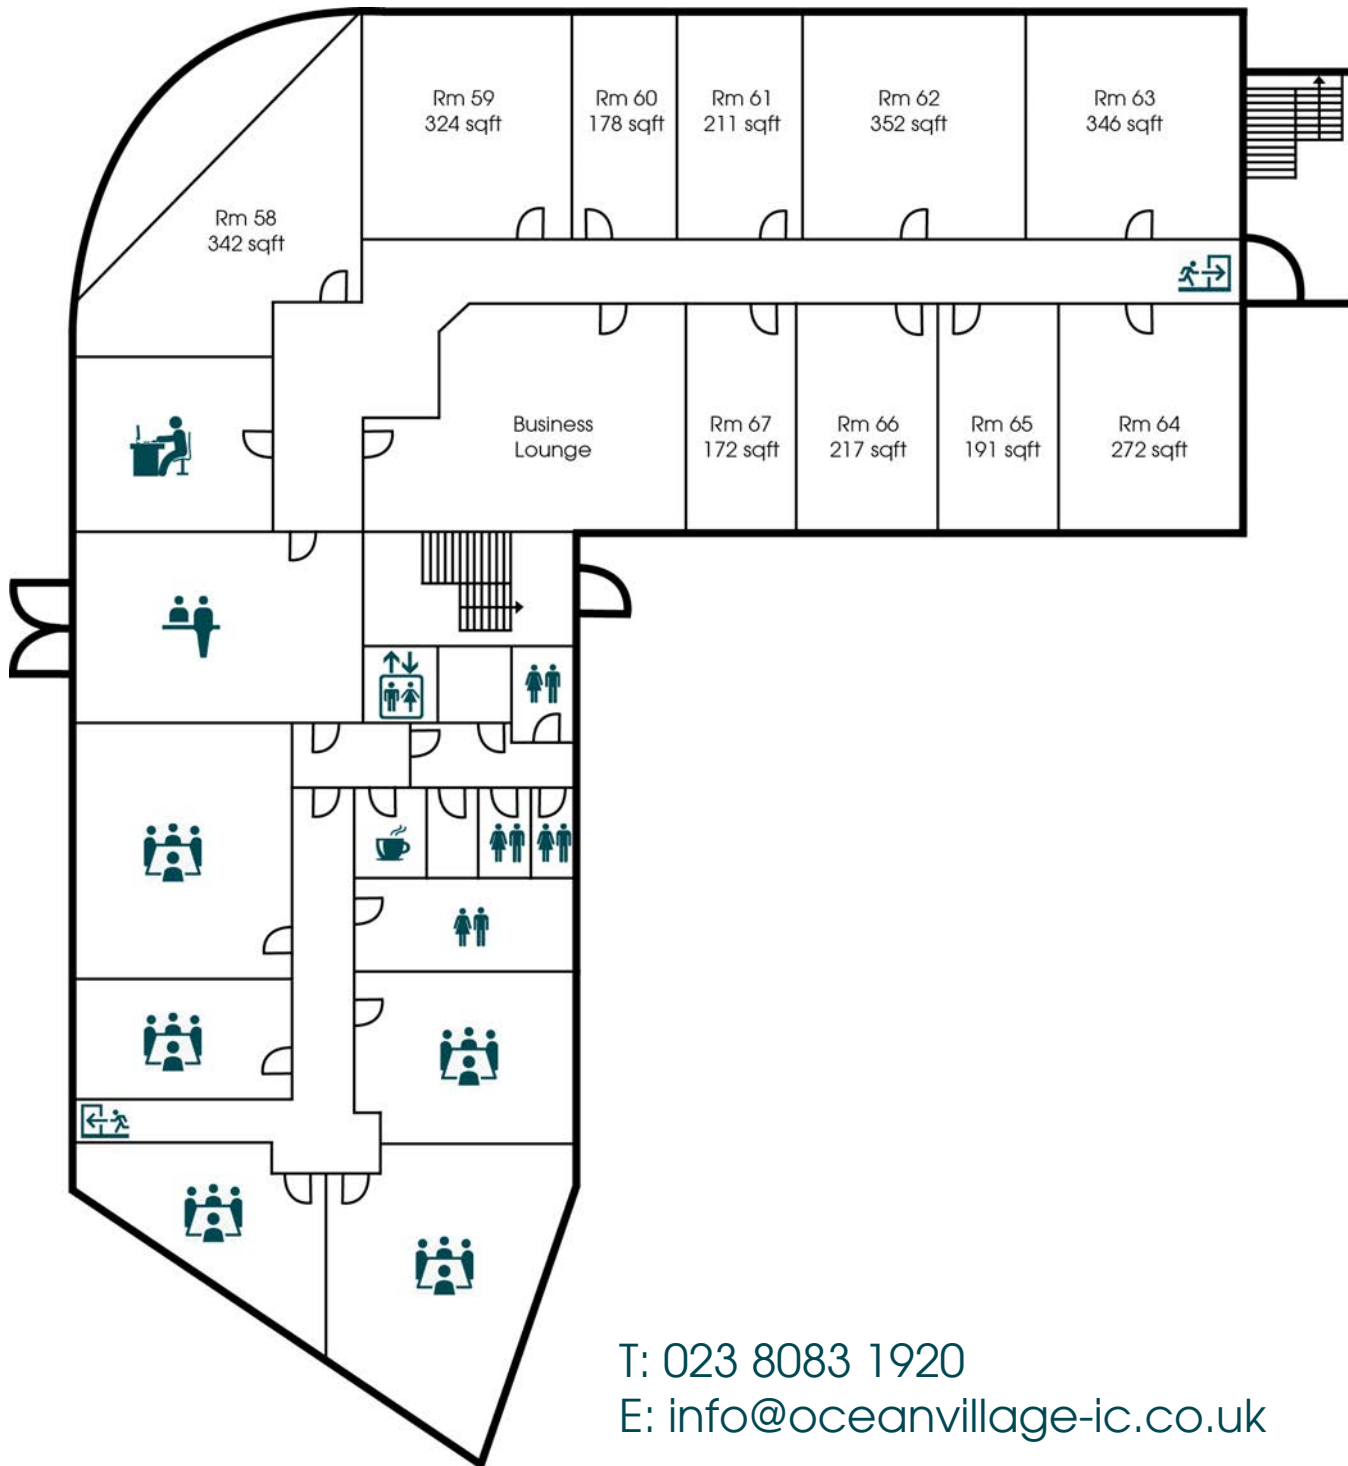 Rm 59
324 sqft
Rm 60
178 sqft
Rm 61
211 sqft
Rm 62
352 sqft
Rm 63
346 sqft
Rm 58
342 sqft
Business
Lounge
Rm 67
172 sqft
Rm 66
217 sqft
Rm 65
191 sqft
Rm 64
272 sqft
T: 023 8083 1920
E: info@oceanvillage-ic.co.uk